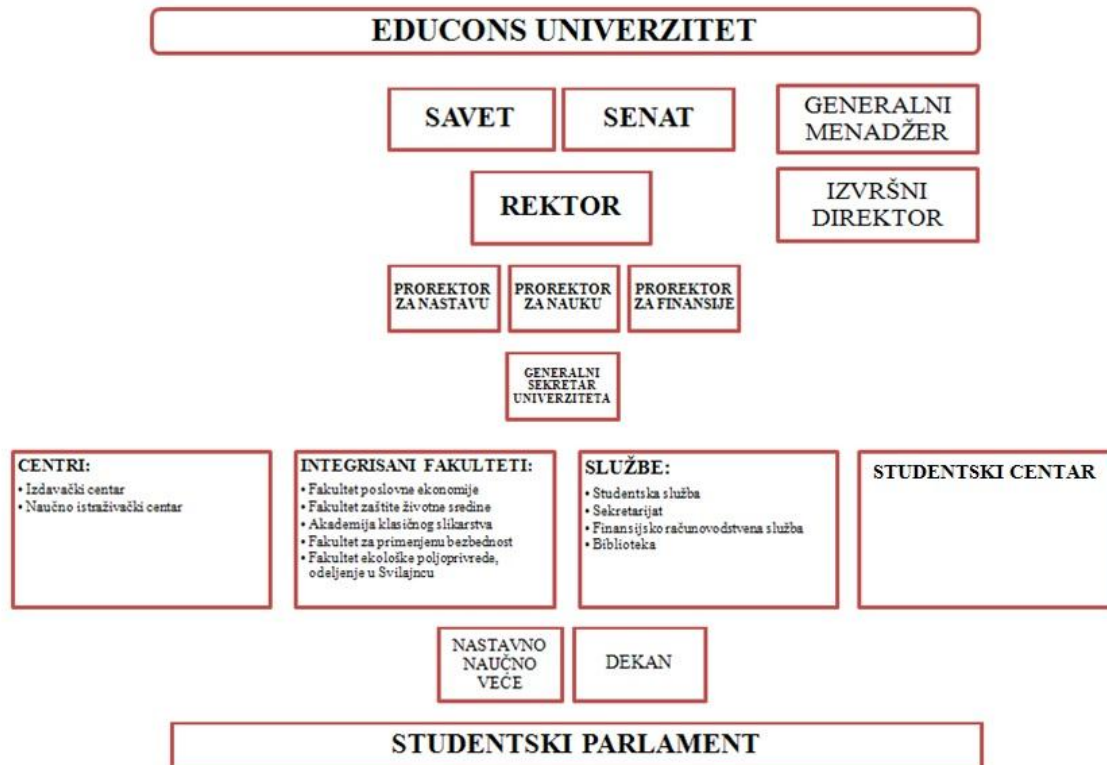 EDUCONS UNIVERZITET
SAVET
SENAT
GENERALNI
MENADŽER
REKTOR
IZVRŠNI
DIREKTOR
PROREKTOR
ZA NASTAVU
PROREKTOR
ZA NAUKU
PROREKTOR
ZA FINANSIJE
GENERALNI
SEKRETAR
UNIVERZITETA
CENTRI:
• Izdavački centar
• Naučno istraživački centar
INTEGRISANI FAKULTETI:
• Fakultet poslovne ekonomije
• Fakultet zaštite životne sredine
• Akademija klasičnog slikarstva
• Fakultet za primenjenu bezbednost
• Fakultet ekološke poljoprivrede,
odeljenje u Svilajncu
SLUŽBE:
• Studentska služba
• Sekretarijat
• Finansijsko računovodstvena služba
• Biblioteka
STUDENTSKI CENTAR
NASTAVNO
NAUČNO
VEĆE
DEKAN
STUDENTSKI PARLAMENT